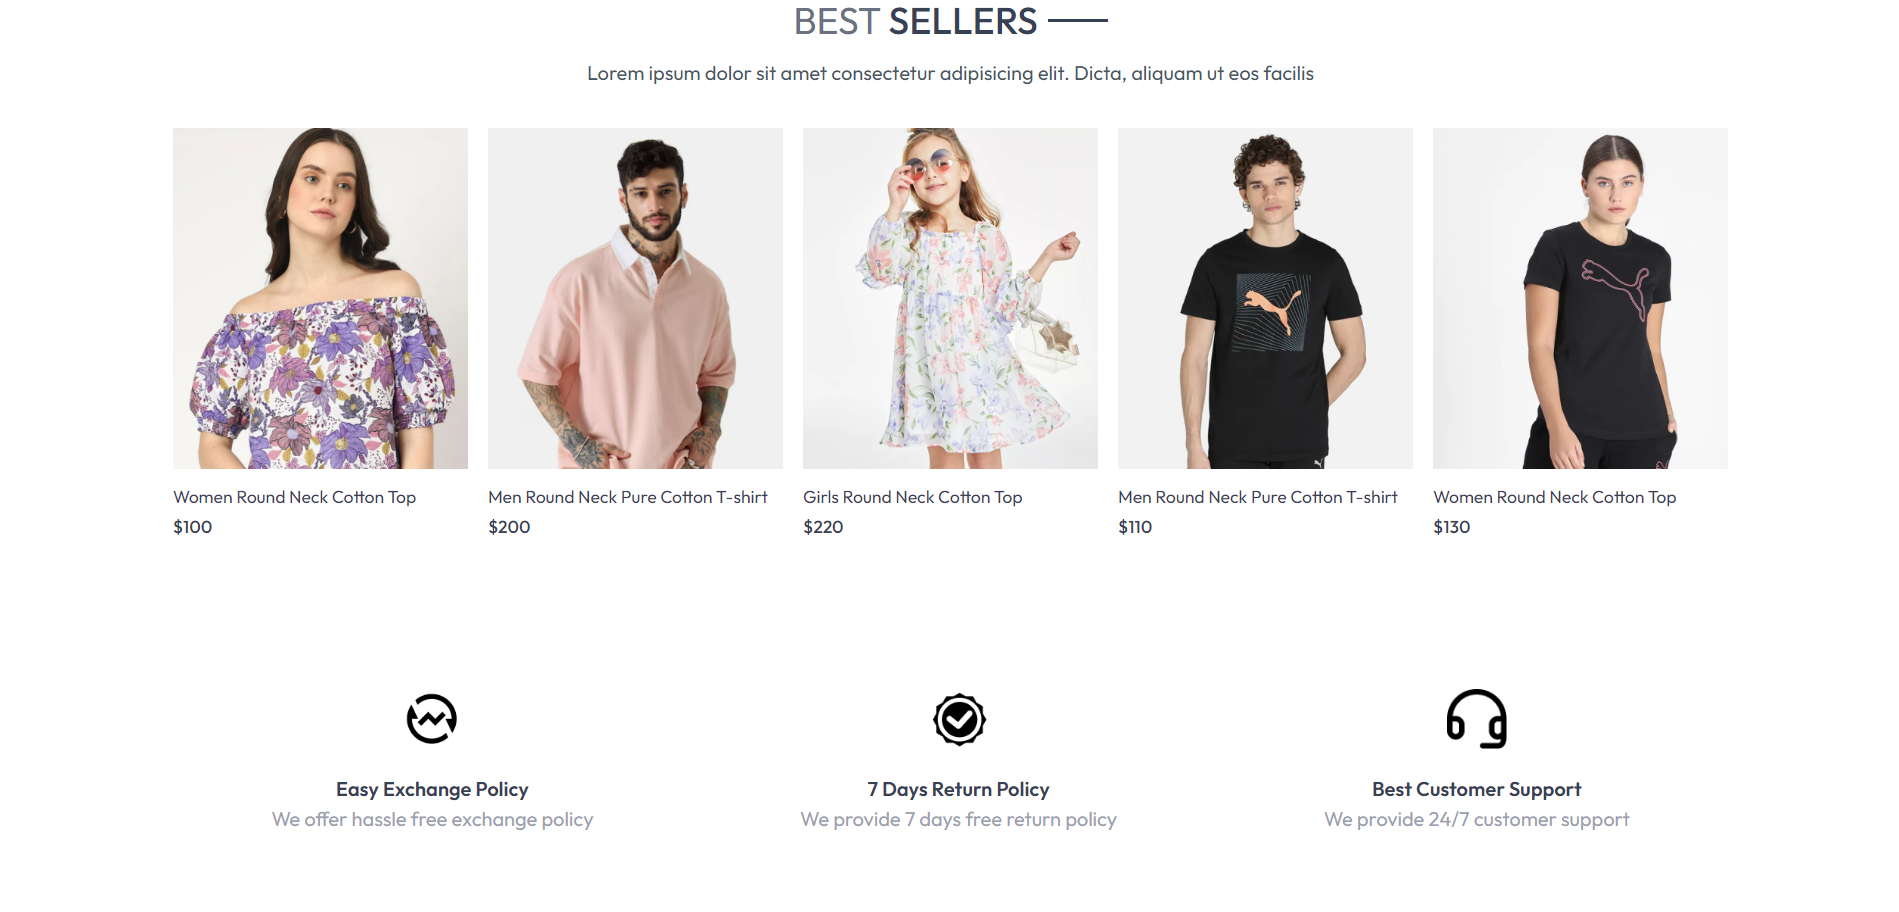 BEST SELLERS
Lorem ipsum dolor sit amet consectetur adipisicing elit. Dicta, aliquam ut eos facilis
Women Round Neck Cotton Top
$100
Men Round Neck Pure Cotton T-shirt
$200
Girls Round Neck Cotton Top
$220
Men Round Neck Pure Cotton T-shirt
$110
Women Round Neck Cotton Top
$130
Easy Exchange Policy
We offer hassle free exchange policy
7 Days Return Policy
We provide 7 days free return policy
Best Customer Support
We provide 24/7 customer support